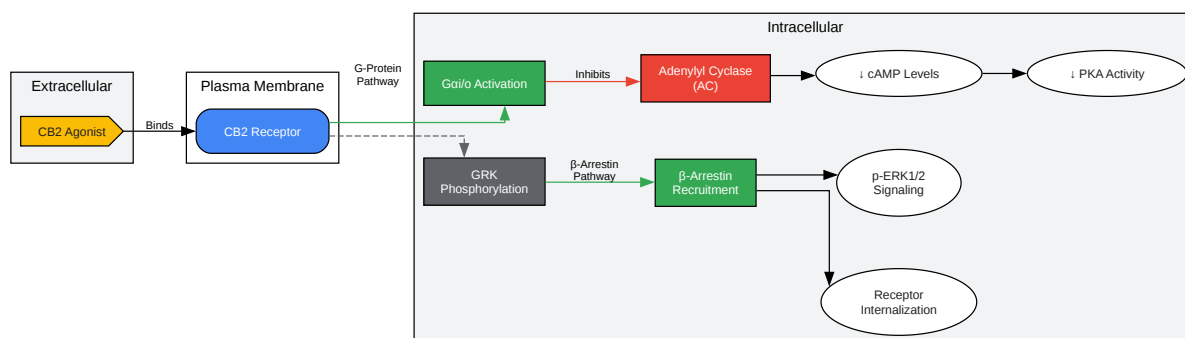 Intracellular
Extracellular
CB2 Agonist
Binds
Plasma Membrane
CB2 Receptor
G-Protein
Pathway
Gαi/o Activation
Inhibits
Adenylyl Cyclase
(AC)
↓ cAMP Levels
↓ PKA Activity
GRK
Phosphorylation
β-Arrestin
Pathway
β-Arrestin
Recruitment
p-ERK1/2
Signaling
Receptor
Internalization